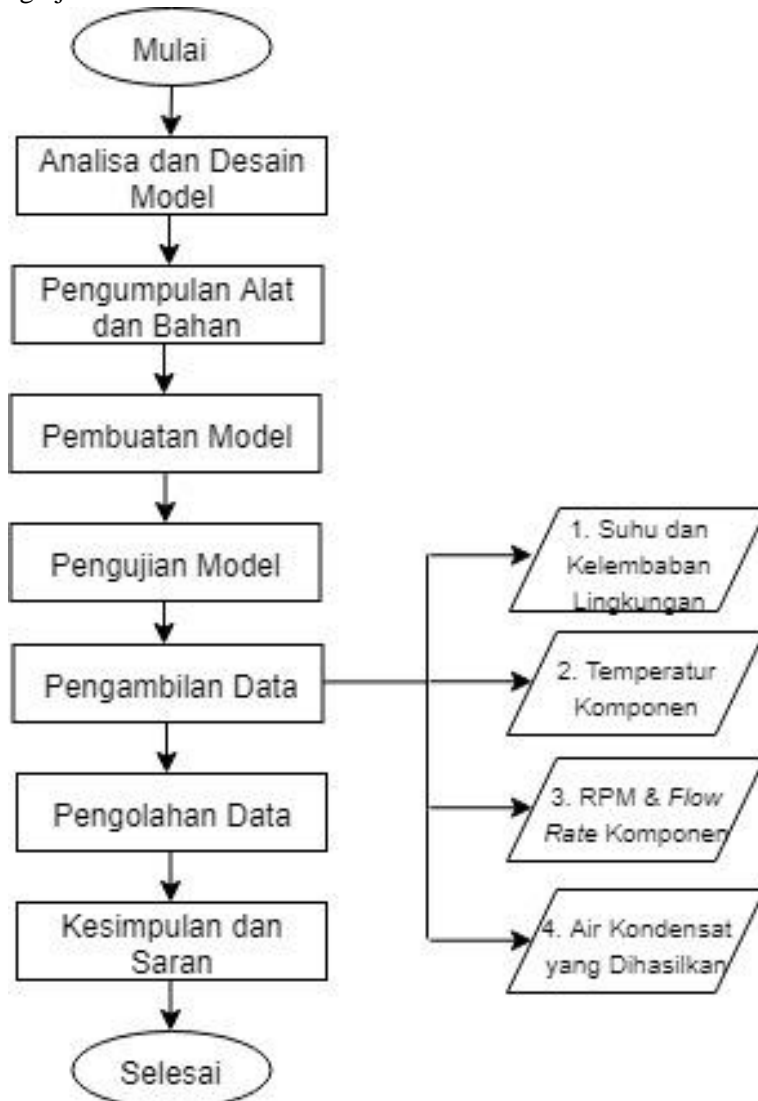 Mulai
Analisa dan Desain
Model
Pengumpulan Alat
dan Bahan
Pembuatan Model
Pengujian Model
Pengambilan Data
Pengolahan Data
Kesimpulan dan
Saran
Selesai
1. Suhu dan
Kelembaban
Lingkungan
2. Temperatur
Komponen
3. RPM & Flow
Rate Komponen
4. Air Kondensat
yang Dihasilkan